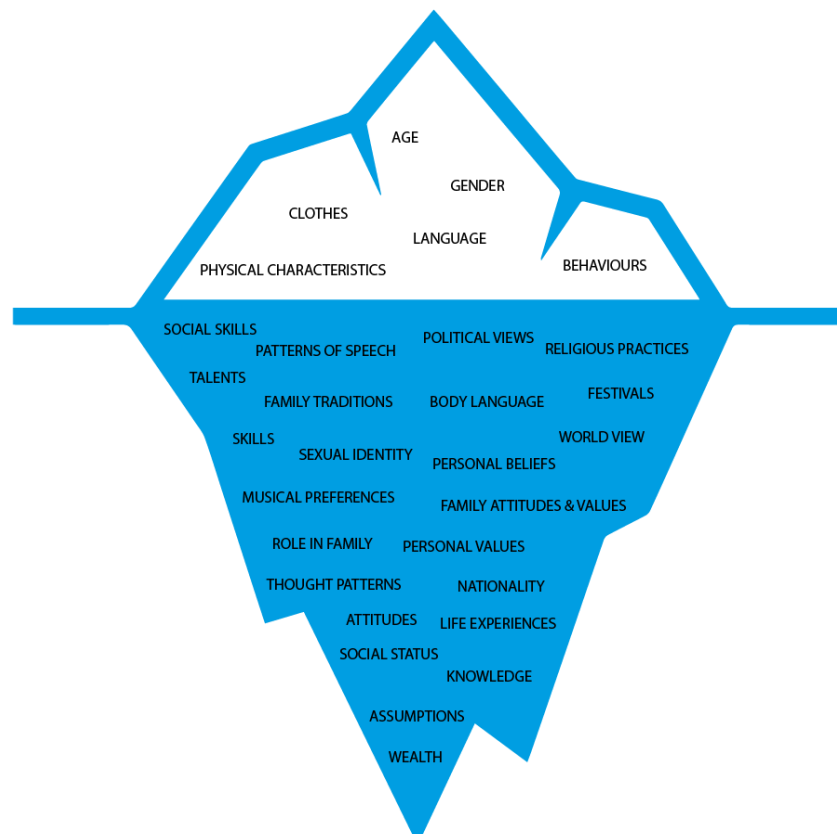 AGE
GENDER
CLOTHES
LANGUAGE
BEHAVIOURS
PHYSICAL CHARACTERISTICS
SOCIAL SKILLS
POLITICAL VIEWS
PATTERNS OF SPEECH
RELIGIOUS PRACTICES
TALENTS
FESTIVALS
FAMILY TRADITIONS
BODY LANGUAGE
SKILLS
WORLD VIEW
SEXUAL IDENTITY
PERSONAL BELIEFS
MUSICAL PREFERENCES
FAMILY ATTITUDES & VALUES
ROLE IN FAMILY
PERSONAL VALUES
THOUGHT PATTERNS
NATIONALITY
ATTITUDES
LIFE EXPERIENCES
SOCIAL STATUS
KNOWLEDGE
ASSUMPTIONS
WEALTH